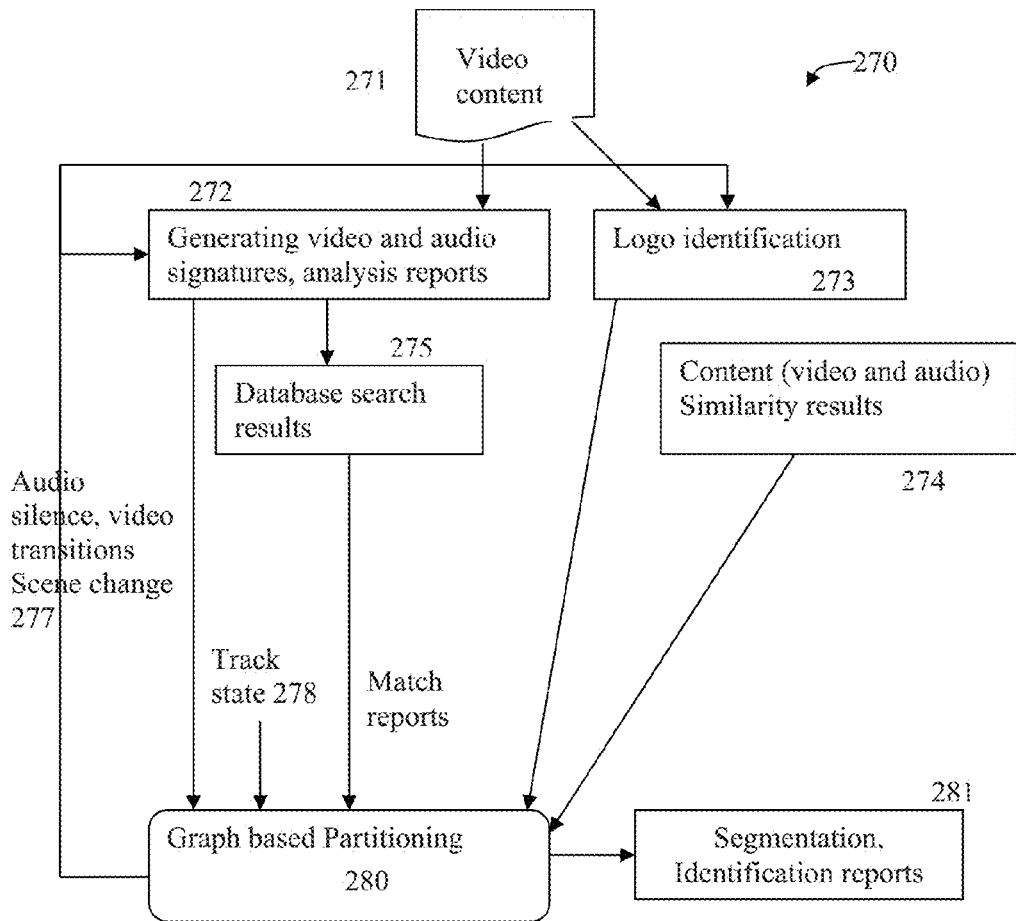 Video
content
271
270
272
Generating video and audio
signatures, analysis reports
Logo identification
273
275
Database search
results
Content (video and audio)
Similarity results
274
Audio
silence, video
transitions
Scene change
277
Track
state 278
Match
reports
Graph based Partitioning
280
281
Segmentation,
Identification reports